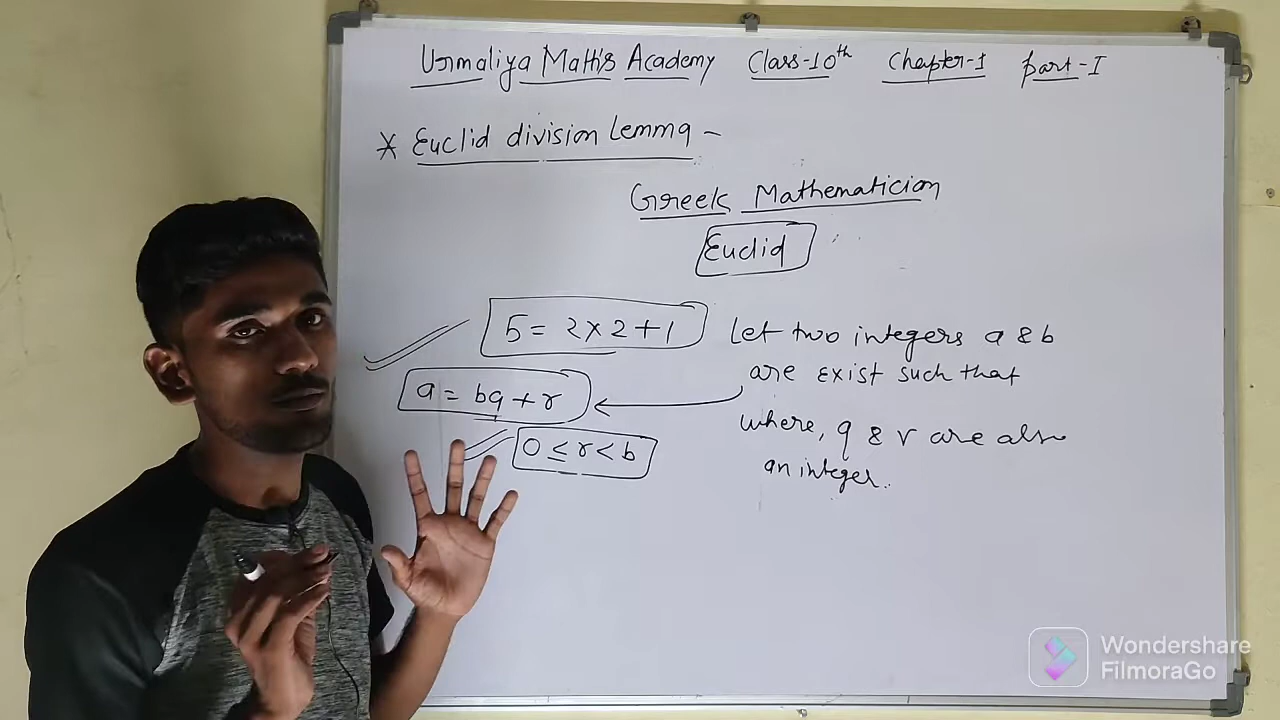 Urmaliya Math's Academy Class-10th Chapter-1 part-I
* Euclid division Lemma -
Greek Mathematician
Euclid
5 = 2×2+1
Let two integers a & b
are exist such that
a = bq + r
where, q & r are also
0 ≤ r < b
an integer.
Wondershare
FilmoraGo